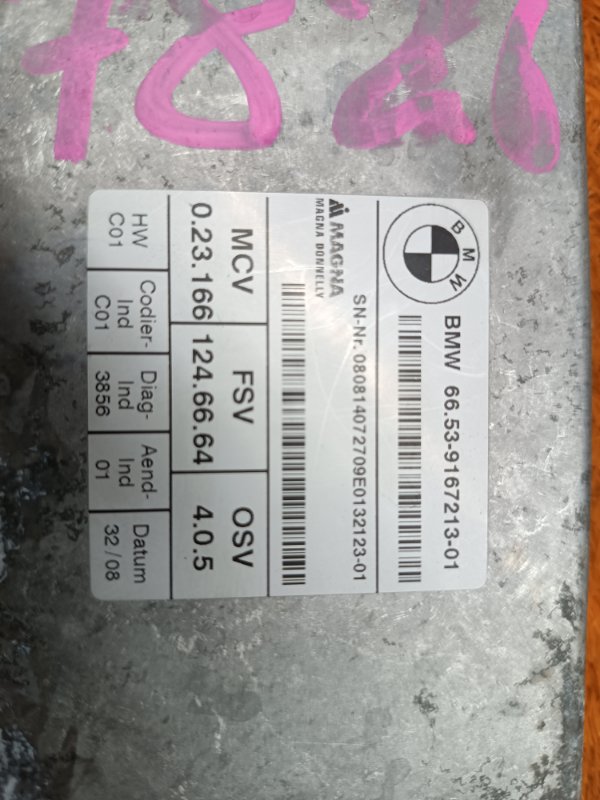 BMW
BMW 66.53-9167213-01
SN-Nr. 080814072709E0132123-01
MAGNA
MAGNA DONNELLY
MCV FSV OSV
0.23.166 124.66.64 4.0.5
HW Codier- Diag- Aend- Datum
C01 Ind Ind Ind 32/08
C01 3856 01